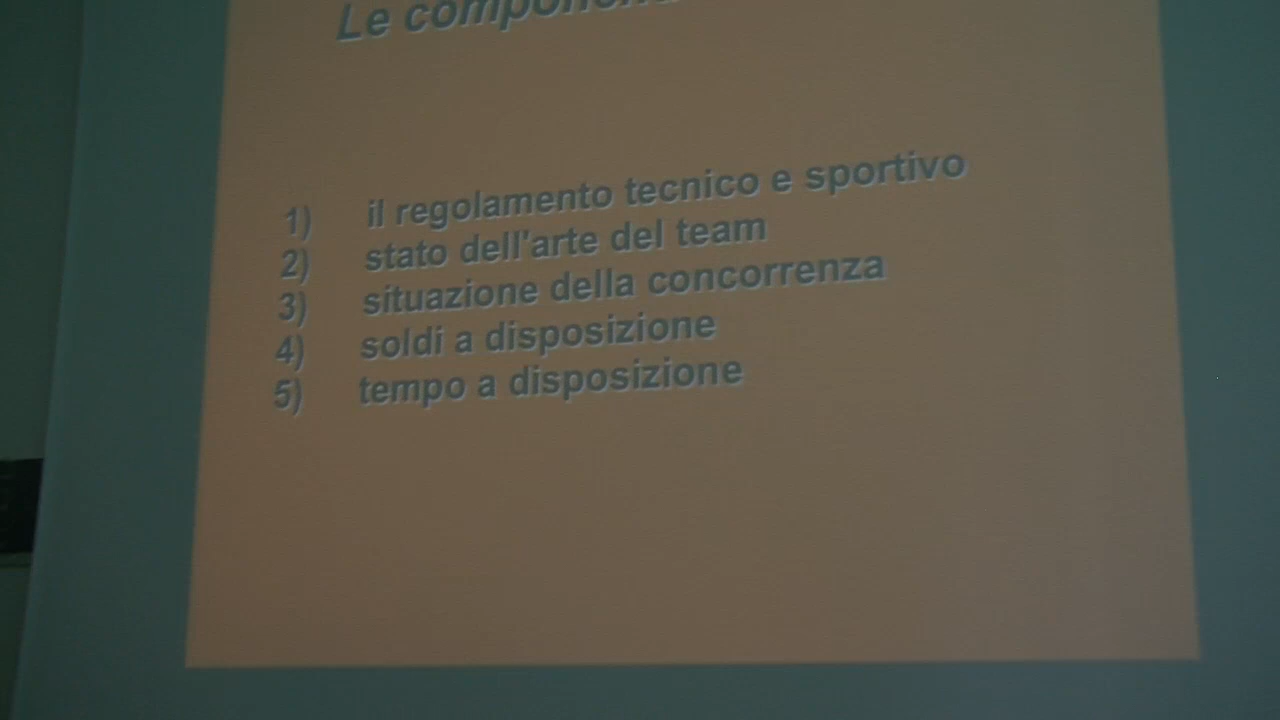 Le
1) il regolamento tecnico e sportivo
2) stato dell'arte del team
3) situazione della concorrenza
4) soldi a disposizione
5) tempo a disposizione